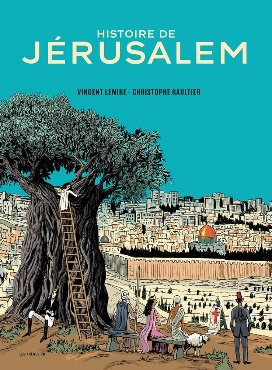 HISTOIRE DE
JÉRUSALEM
VINCENT LEMIRE – CHRISTOPHE GAULTIER